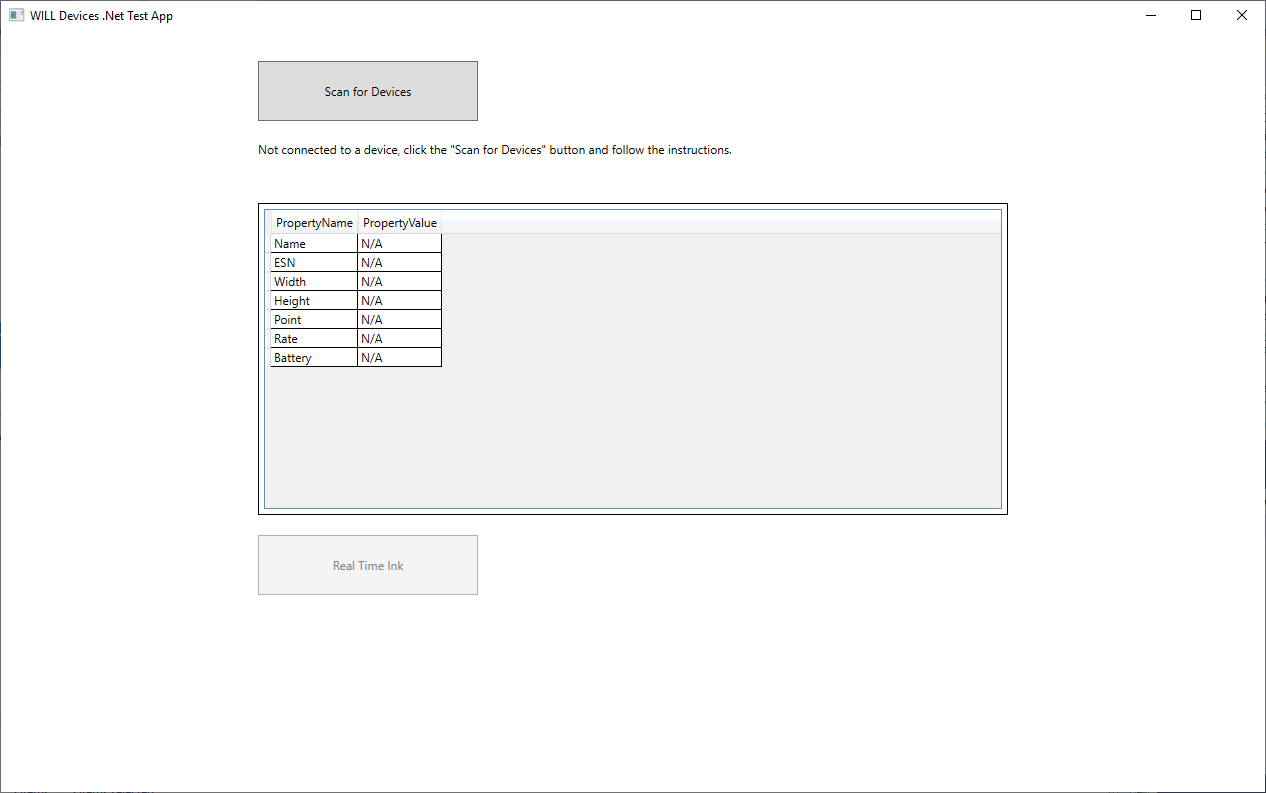 WILL Devices .Net Test App
Scan for Devices
Not connected to a device, click the "Scan for Devices" button and follow the instructions.
PropertyName PropertyValue
Name N/A
ESN N/A
Width N/A
Height N/A
Point N/A
Rate N/A
Battery N/A
Real Time Ink